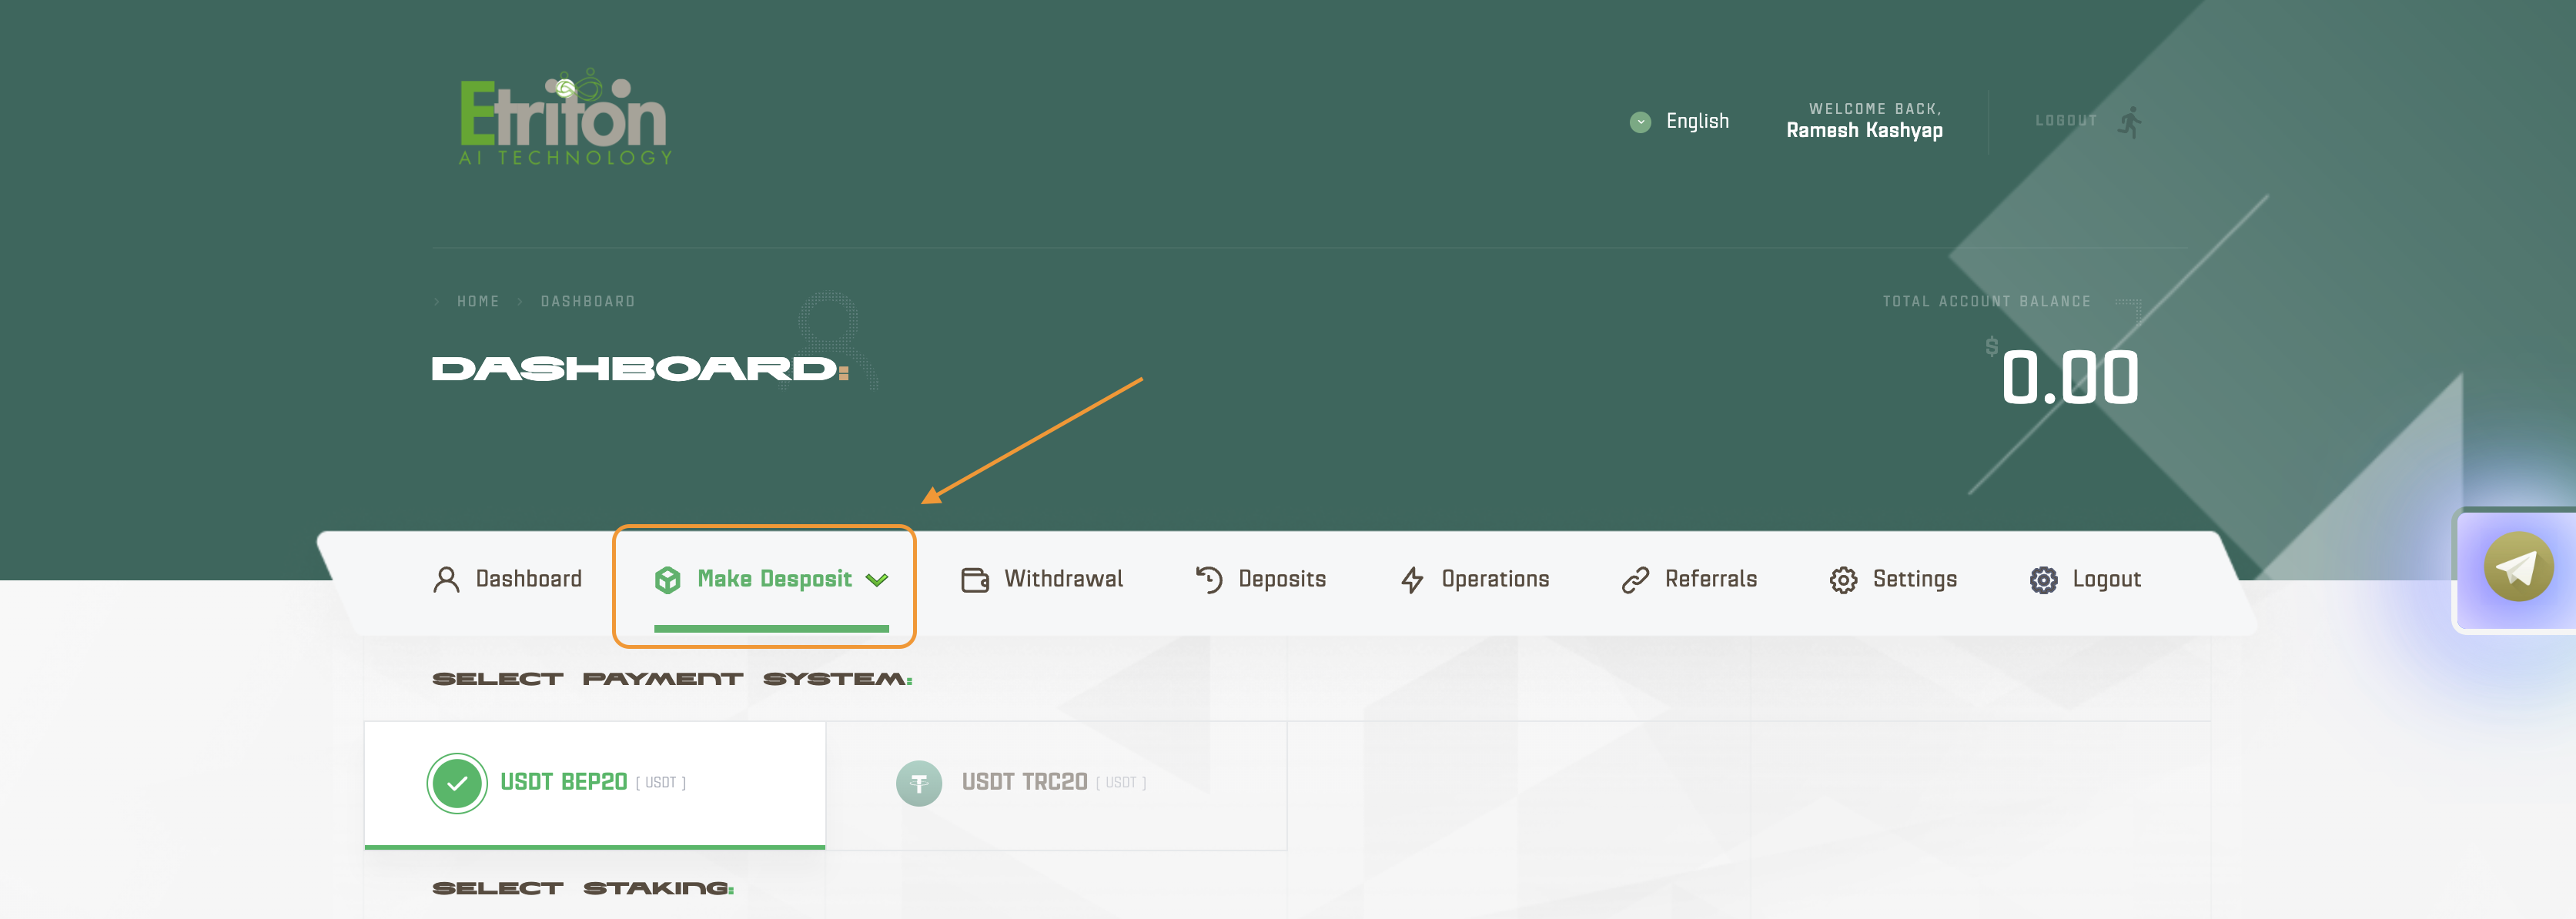 Etriton
AI TECHNOLOGY
English
WELCOME BACK,
Ramesh Kashyap
LOGOUT
> HOME > DASHBOARD
DASHBOARD:
TOTAL ACCOUNT BALANCE
$0.00
Dashboard
Make Desposit
Withdrawal
Deposits
Operations
Referrals
Settings
Logout
SELECT PAYMENT SYSTEM:
USDT BEP20 [ USDT ]
USDT TRC20 [ USDT ]
SELECT STAKING: